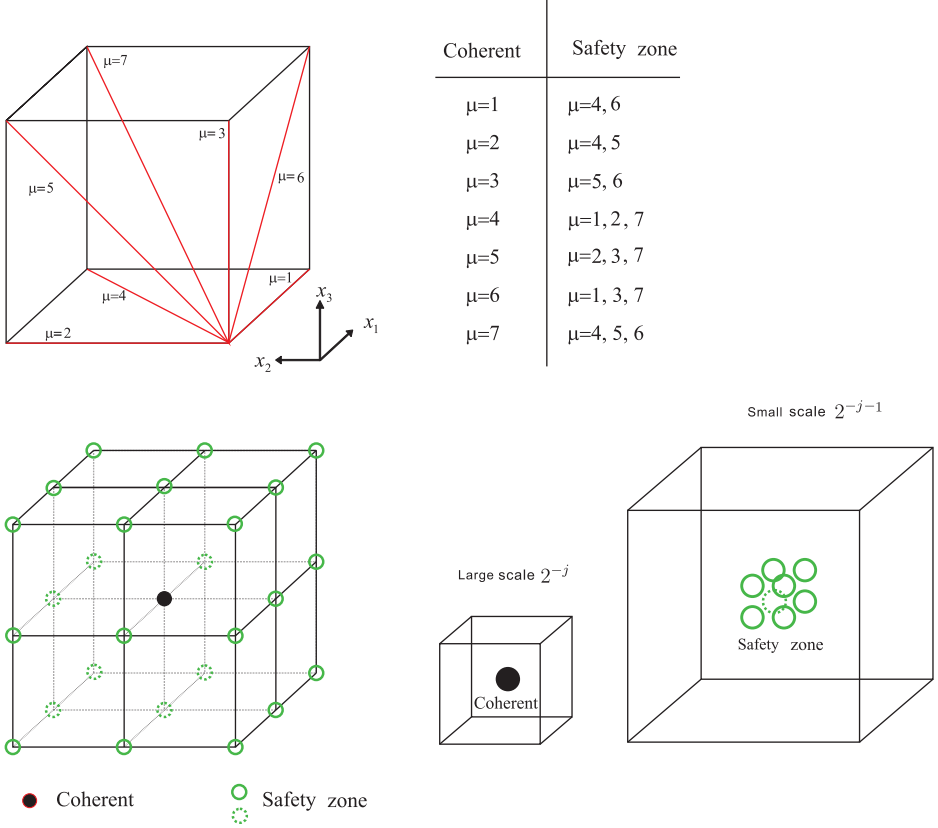 μ=7
μ= 3
μ=5
μ=6
μ=1
μ=4
μ=2
x₃
x₁
x₂
Coherent Safety zone
μ=1 μ=4, 6
μ=2 μ=4, 5
μ=3 μ=5, 6
μ=4 μ=1, 2, 7
μ=5 μ=2, 3, 7
μ=6 μ=1, 3, 7
μ=7 μ=4, 5, 6
Small scale 2⁻ʲ⁻¹
Large scale 2⁻ʲ
Safety zone
Coherent
Coherent
Safety zone